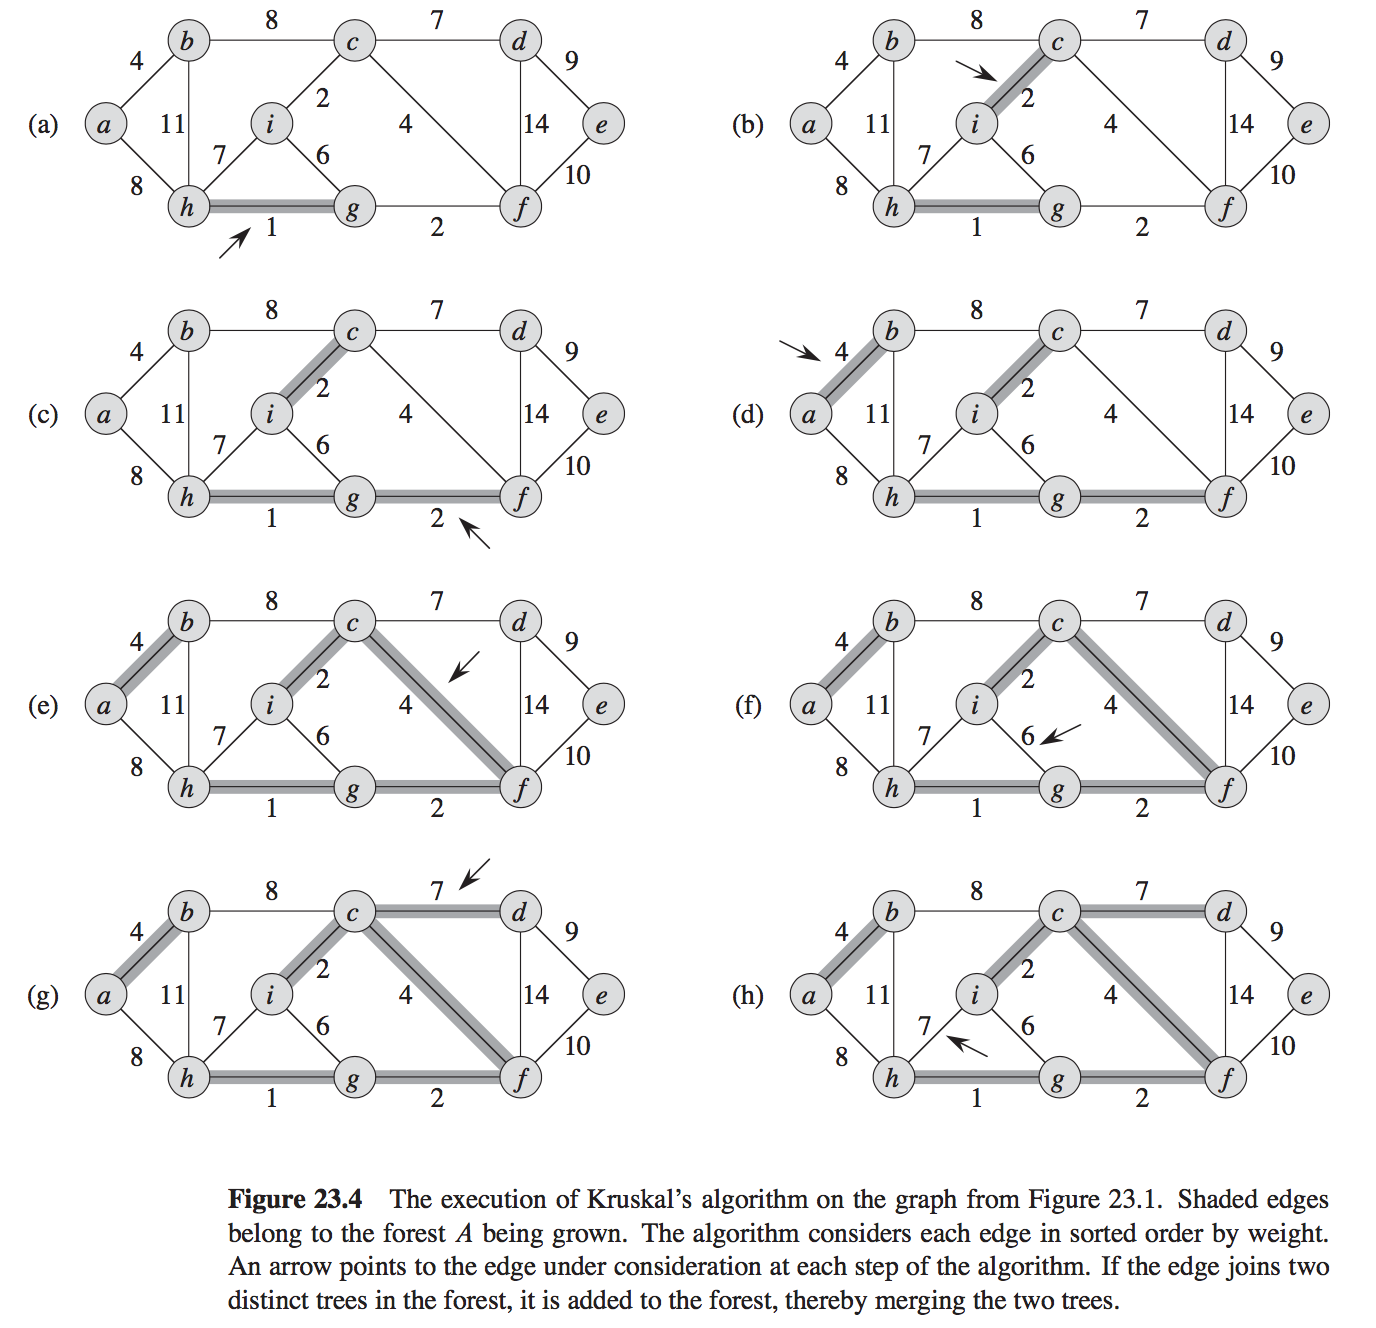 8 7 8 7
b c d b c d
4 9 4 9
2 2
(a) a 11 i 4 14 e (b) a 11 i 4 14 e
7 6 7 6
8 10 8 10
h g f h g f
1 2 1 2
8 7 8 7
b c d b c d
4 9 4 9
2 2
(c) a 11 i 4 14 e (d) a 11 i 4 14 e
7 6 7 6
8 10 8 10
h g f h g f
1 2 1 2
8 7 8 7
b c d b c d
4 9 4 9
2 2
(e) a 11 i 4 14 e (f) a 11 i 4 14 e
7 6 7 6
8 10 8 10
h g f h g f
1 2 1 2
8 7 8 7
b c d b c d
4 9 4 9
2 2
(g) a 11 i 4 14 e (h) a 11 i 4 14 e
7 6 7 6
8 10 8 10
h g f h g f
1 2 1 2
Figure 23.4 The execution of Kruskal’s algorithm on the graph from Figure 23.1. Shaded edges
belong to the forest A being grown. The algorithm considers each edge in sorted order by weight.
An arrow points to the edge under consideration at each step of the algorithm. If the edge joins two
distinct trees in the forest, it is added to the forest, thereby merging the two trees.